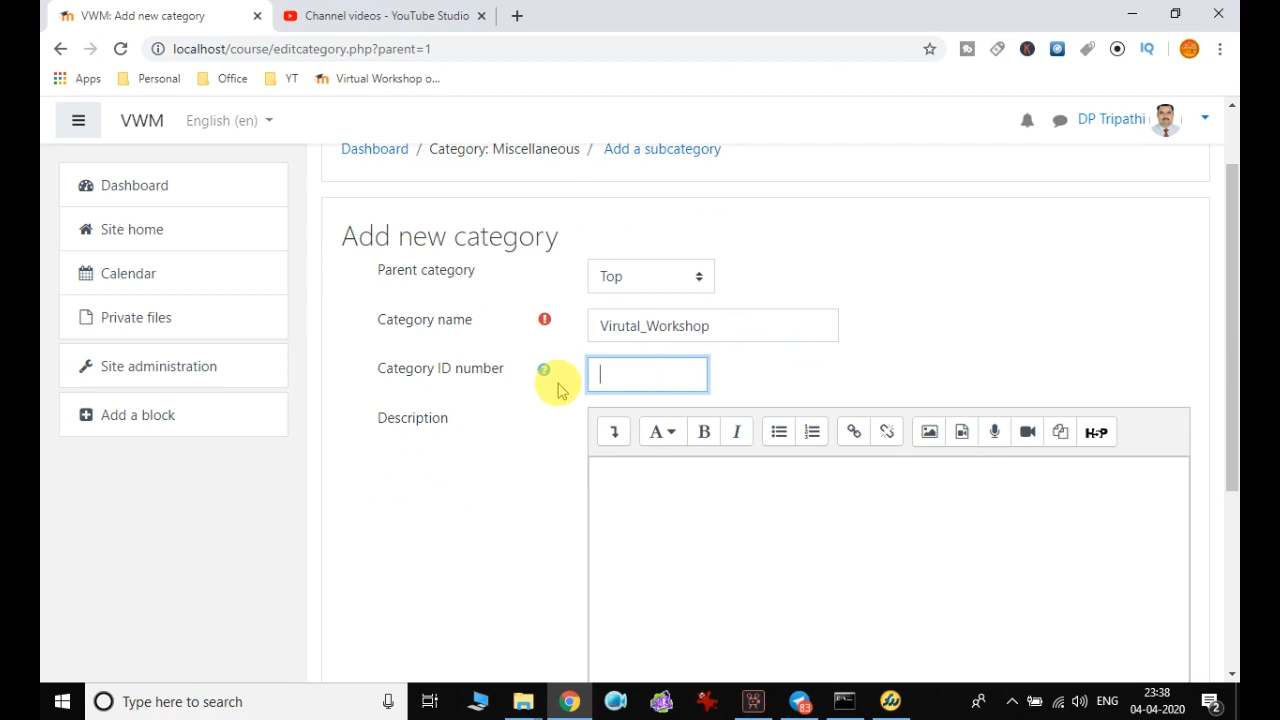 VWM: Add new category
Channel videos - YouTube Studio
localhost/course/editcategory.php?parent=1
Apps Personal Office YT Virtual Workshop o...
VWM English (en) DP Tripathi
Dashboard / Category: Miscellaneous / Add a subcategory
Dashboard
Site home
Calendar
Private files
Site administration
Add a block
Add new category
Parent category Top
Category name Virutal_Workshop
Category ID number
Description
A B I H-P
Type here to search
83
ENG
23:38
04-04-2020
2